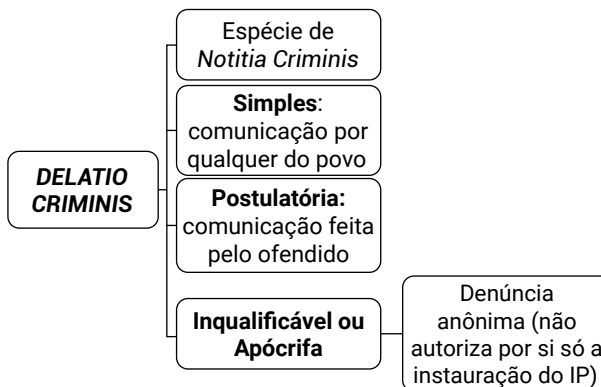 Espécie de
Notitia Criminis
Simples:
comunicação por
qualquer do povo
DELATIO
CRIMINIS
Postulatória:
comunicação feita
pelo ofendido
Inqualificável ou
Apócrifa
Denúncia
anônima (não
autoriza por si só a
instauração do IP)